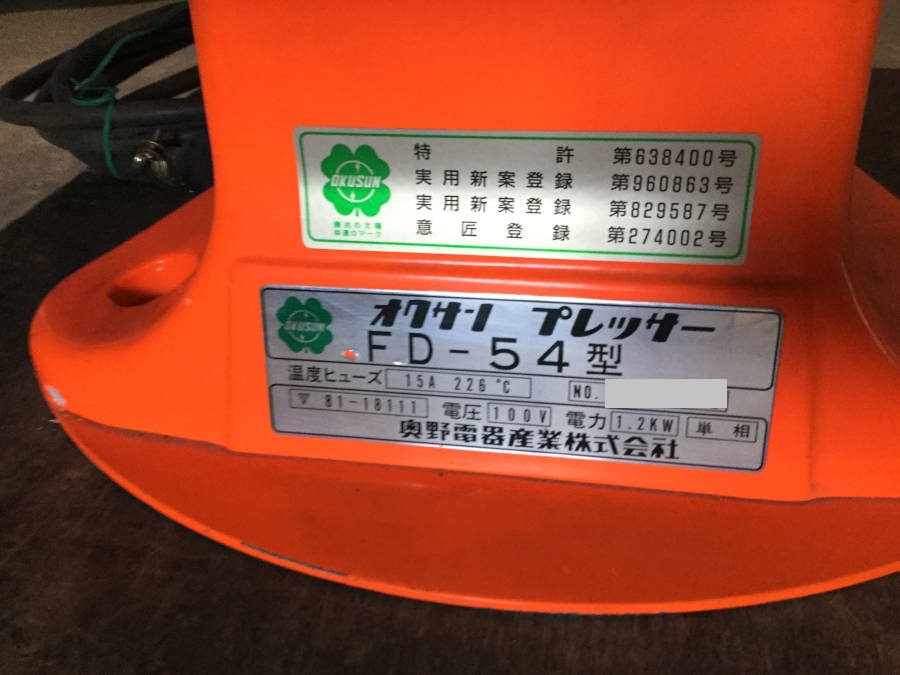 特許 第638400号
OKUSUN
実用新案登録 第960863号
実用新案登録 第829587号
意匠登録 第274002号
OKUSUN
オクサン プレッサー
FD-54型
温度ヒューズ 15A 226℃ NO.
▽ 81-18111 電圧 100V 電力 1.2KW 単相
奥野電器産業株式会社